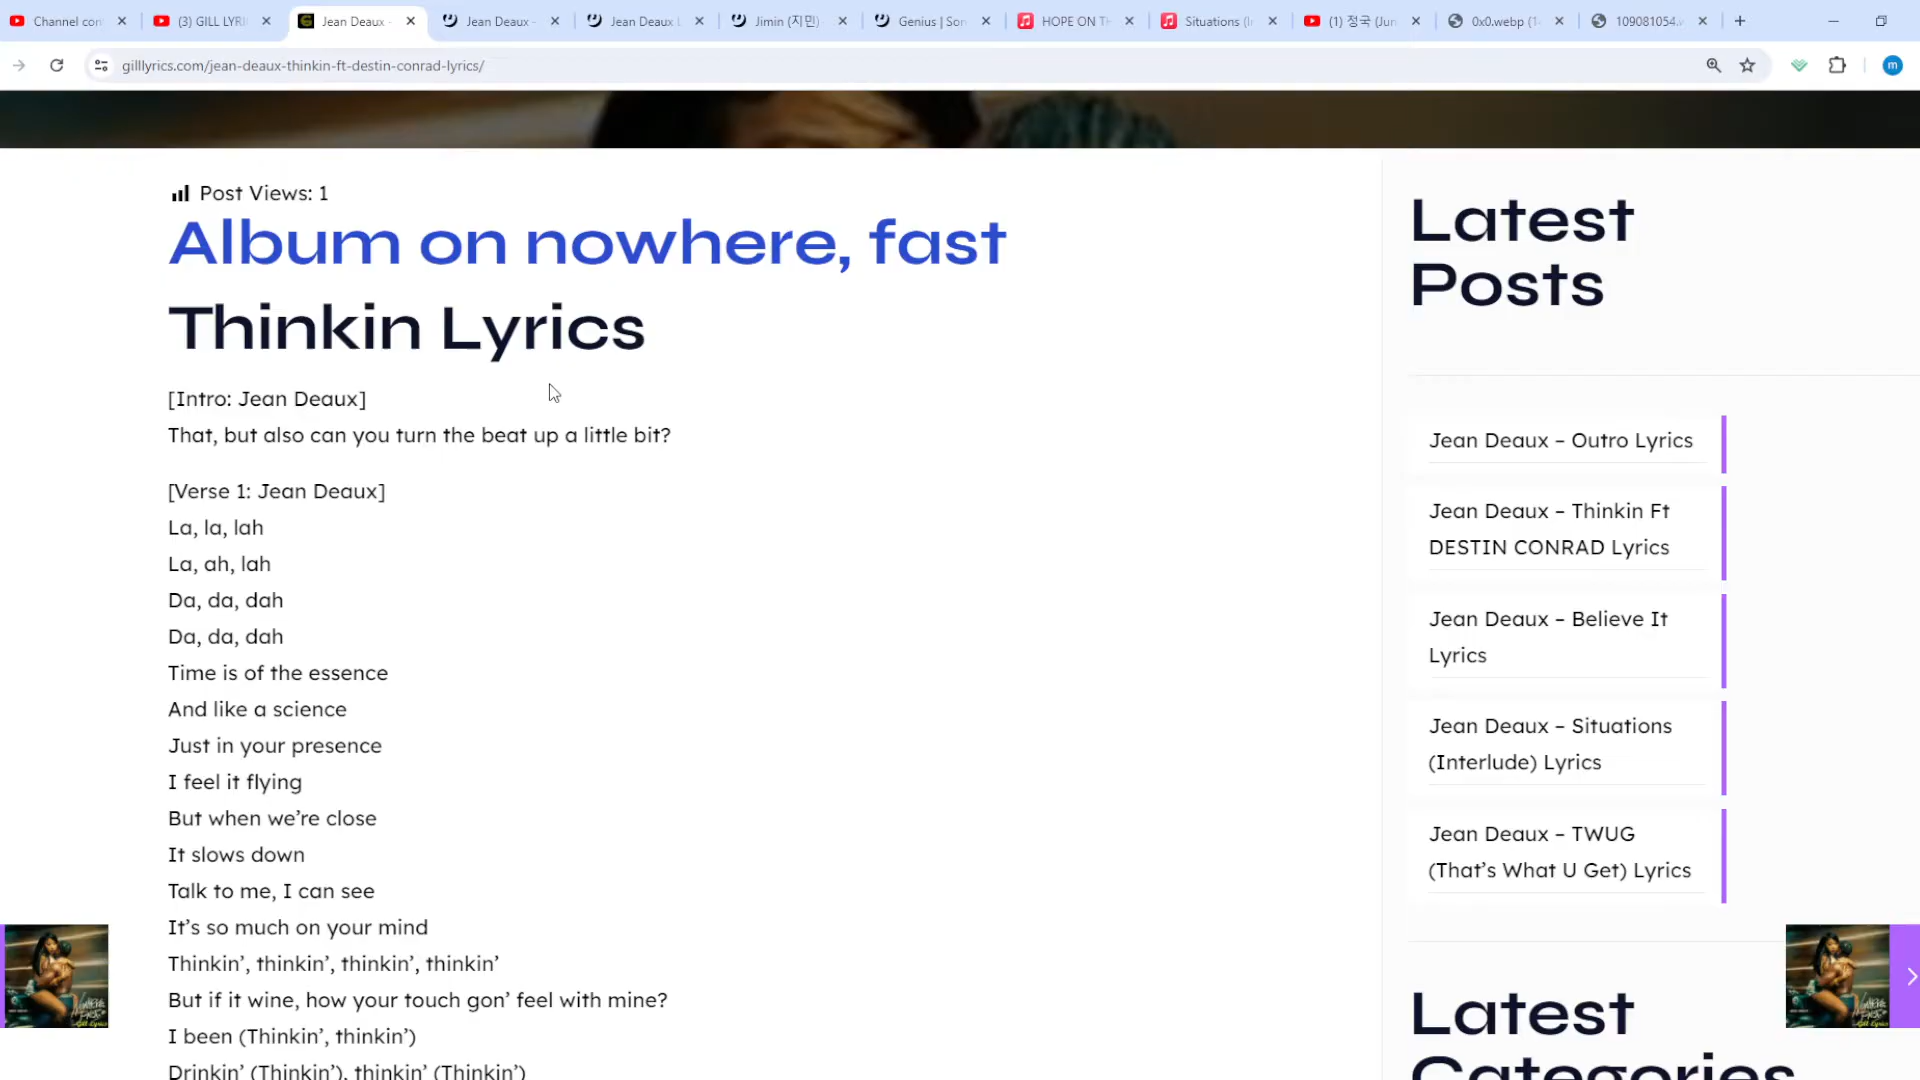 Channel con
(3) GILL LYRI
Jean Deaux -
Jean Deaux -
Jean Deaux L
Jimin (지민)
Genius | Son
HOPE ON TH
Situations (I
(1) 정국 (Jun
0x0.webp (1
109081054.w
gilllyrics.com/jean-deaux-thinkin-ft-destin-conrad-lyrics/
m
Post Views: 1
Album on nowhere, fast
Thinkin Lyrics
[Intro: Jean Deaux]
That, but also can you turn the beat up a little bit?
[Verse 1: Jean Deaux]
La, la, lah
La, ah, lah
Da, da, dah
Da, da, dah
Time is of the essence
And like a science
Just in your presence
I feel it flying
But when we’re close
It slows down
Talk to me, I can see
It’s so much on your mind
Thinkin’, thinkin’, thinkin’, thinkin’
But if it wine, how your touch gon’ feel with mine?
I been (Thinkin’, thinkin’)
Drinkin’ (Thinkin’), thinkin’ (Thinkin’)
Latest
Posts
Jean Deaux – Outro Lyrics
Jean Deaux – Thinkin Ft
DESTIN CONRAD Lyrics
Jean Deaux – Believe It
Lyrics
Jean Deaux – Situations
(Interlude) Lyrics
Jean Deaux – TWUG
(That’s What U Get) Lyrics
Latest
Categories